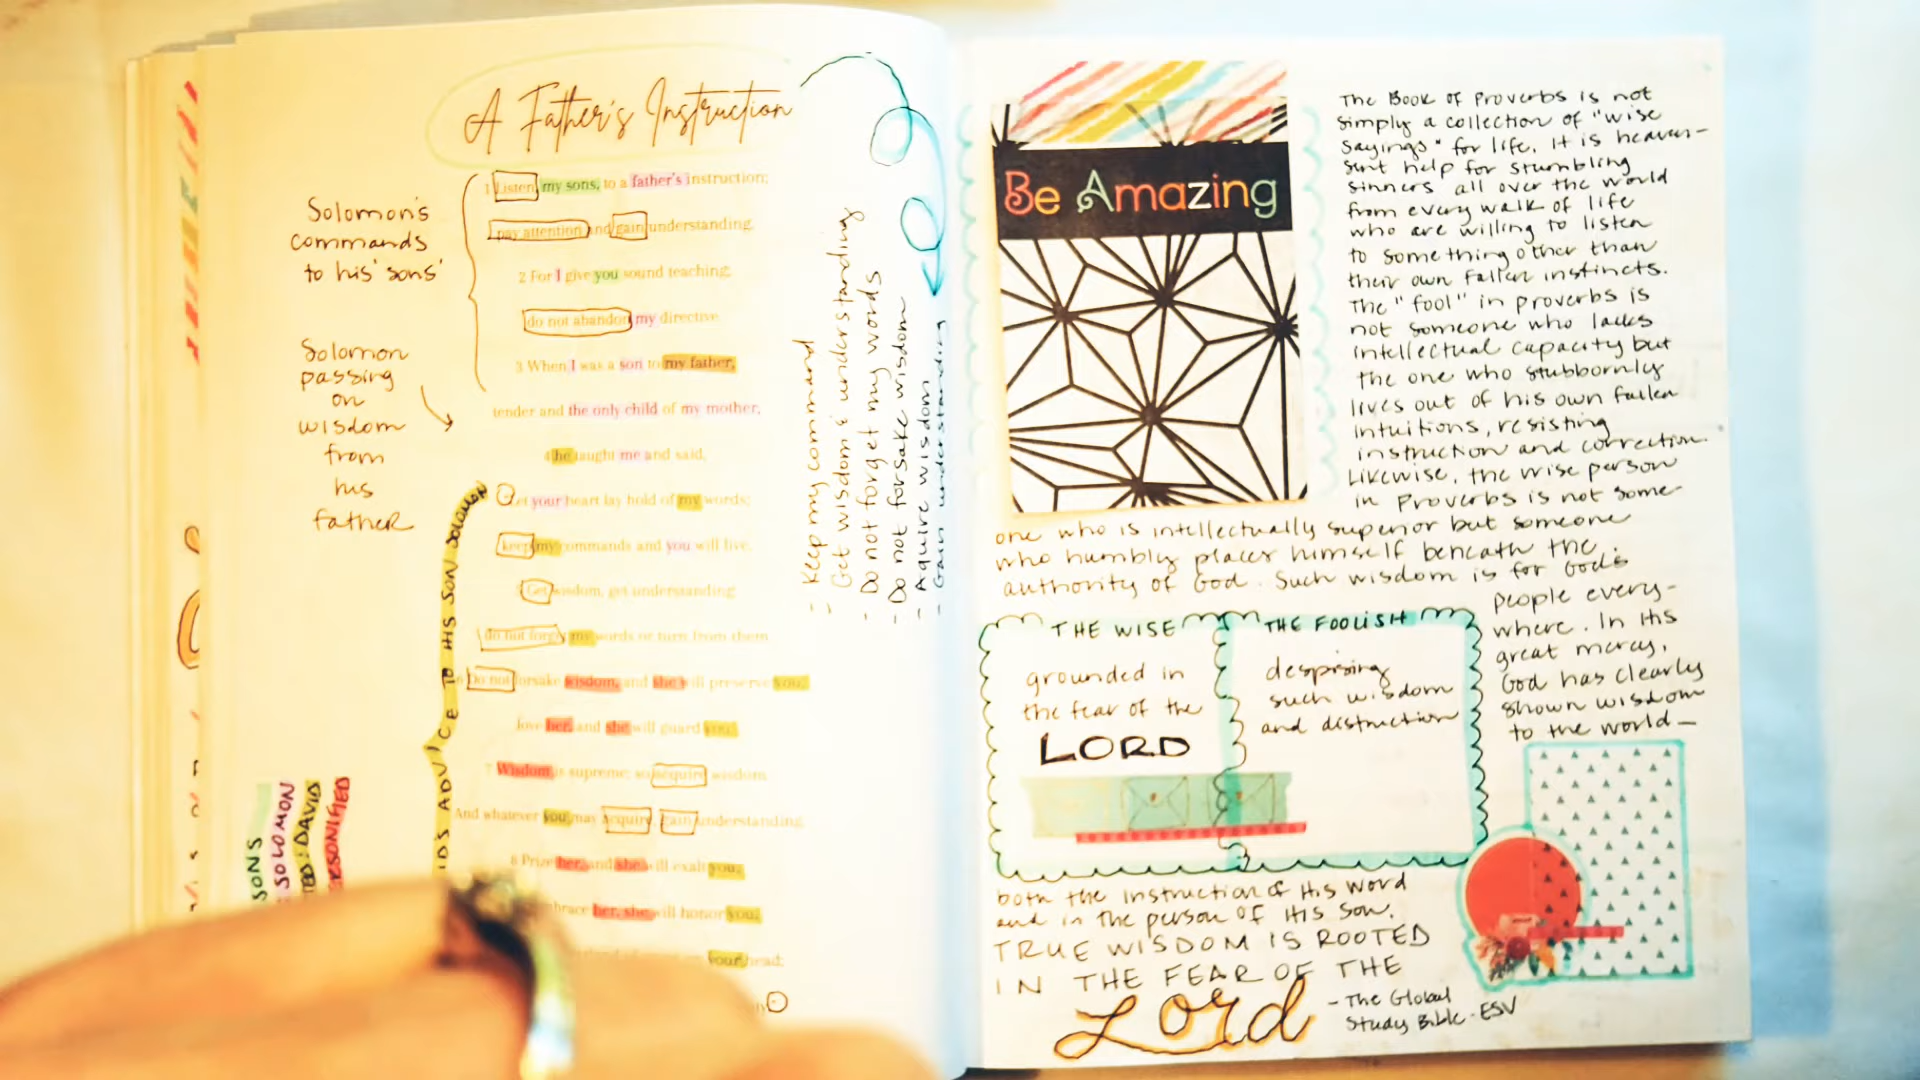 A Father's Instruction
1 Listen, my sons, to a father's instruction;
pay attention and gain understanding.
2 For I give you sound teaching;
do not abandon my directive.
3 When I was a son to my father,
tender and the only child of my mother,
4 he taught me and said,
Let your heart lay hold of my words;
keep my commands and you will live.
5 Get wisdom, get understanding
do not forget my words or turn from them
6 Do not forsake wisdom, and she will preserve you;
love her, and she will guard you.
7 Wisdom is supreme; so acquire wisdom
And whatever you may acquire, gain understanding.
8 Prize her, and she will exalt you;
embrace her, she will honor you.
your head;
Solomon's
commands
to his 'sons'
Solomon
passing
on
wisdom
from
his
father
ID'S ADVICE TO HIS SON SOLOMON
SONS
SOLOMON
DAVID
ERSONIFIED
- Keep my command
- Get wisdom & understanding
- Do not forget my words
- Do not forsake wisdom
- Aquire wisdom
- Gain understanding
Be Amazing
The Book of Proverbs is not
simply a collection of "wise
sayings" for life. It is heaven-
sent help for stumbling
sinners all over the world
from every walk of life
who are willing to listen
to something other than
their own fallen instincts.
The "fool" in proverbs is
not someone who lacks
intellectual capacity but
the one who stubbornly
lives out of his own fallen
intuitions, resisting
instruction and correction.
Likewise, the wise person
in Proverbs is not some-
one who is intellectually superior but someone
who humbly places himself beneath the
authority of God. Such wisdom is for God's
people every-
where. In His
great mercy,
God has clearly
shown wisdom
to the world—
THE WISE
grounded in
the fear of the
LORD
THE FOOLISH
despising
such wisdom
and distruction
both the instruction of His word
and in the person of His Son.
TRUE WISDOM IS ROOTED
IN THE FEAR OF THE
Lord
- The Global
Study Bible - ESV